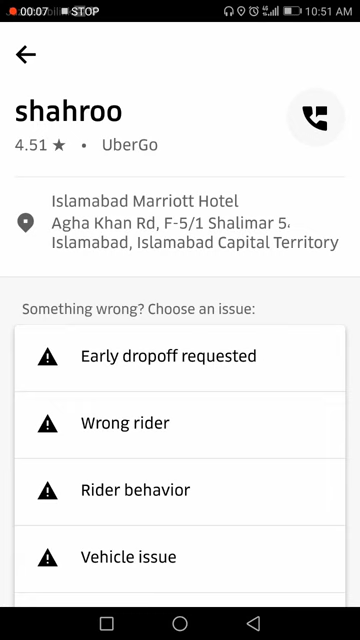 00:07 STOP 10:51 AM
shahroo
4.51 ★ • UberGo
Islamabad Marriott Hotel
Agha Khan Rd, F-5/1 Shalimar 5
Islamabad, Islamabad Capital Territory
Something wrong? Choose an issue:
Early dropoff requested
Wrong rider
Rider behavior
Vehicle issue